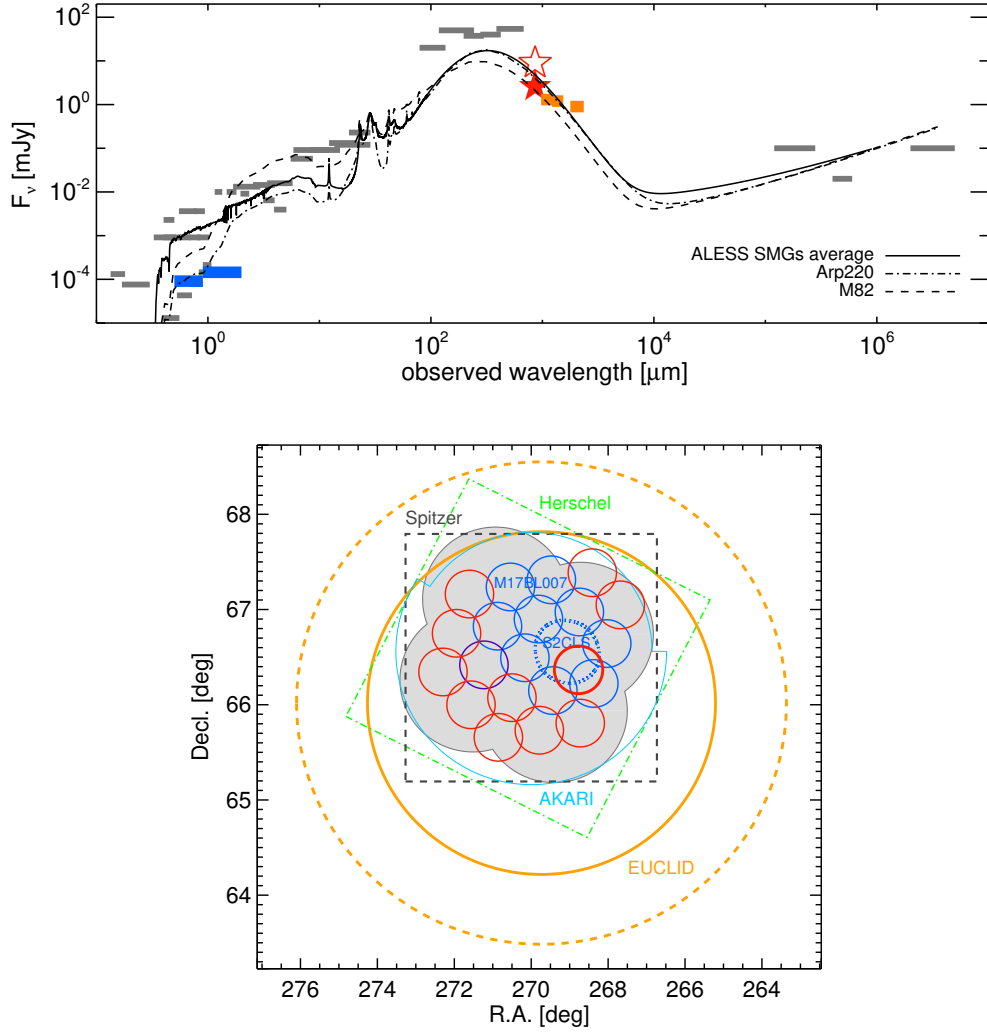 10^2
10^0
10^-2
10^-4
F_ν [mJy]
ALESS SMGs average
Arp220
M82
10^0 10^2 10^4 10^6
observed wavelength [μm]
Herschel
Spitzer
M17BL007
S2CLS
AKARI
EUCLID
68
67
66
65
64
Decl. [deg]
276 274 272 270 268 266 264
R.A. [deg]